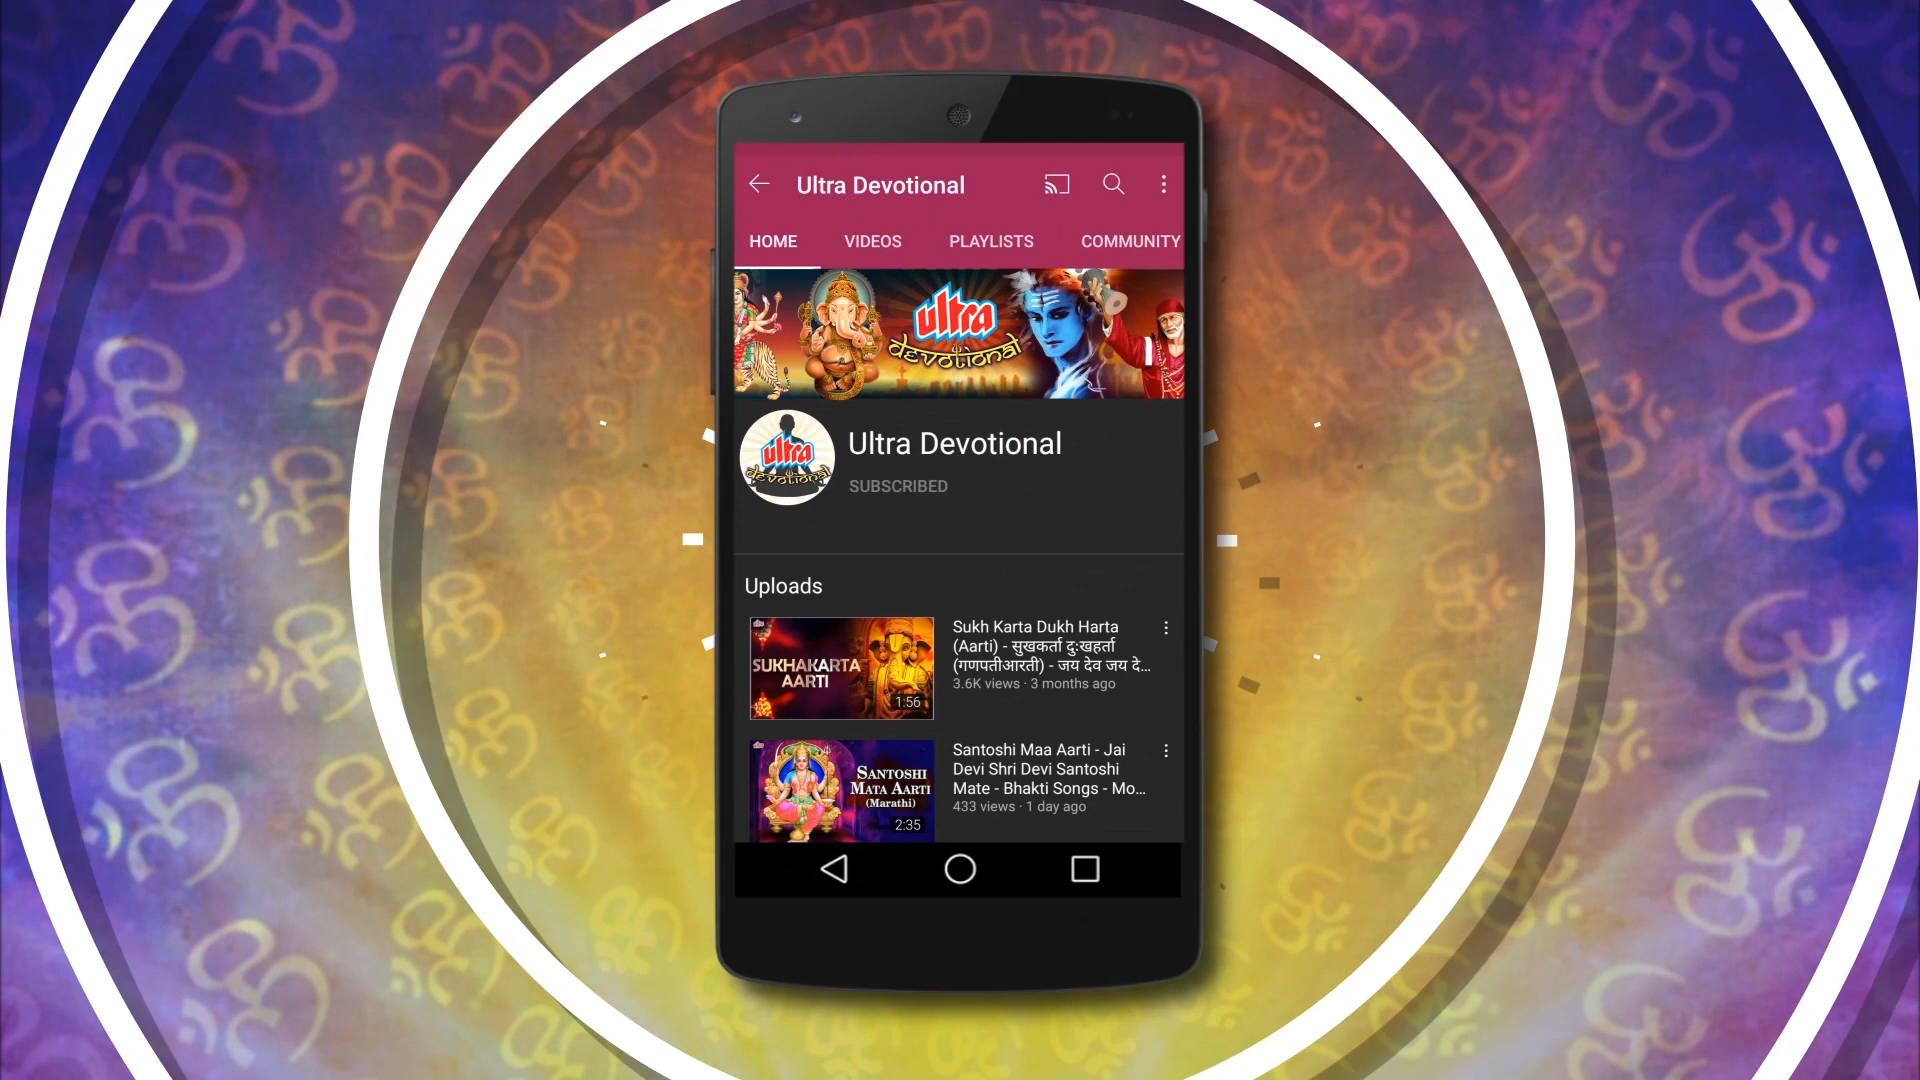 Ultra Devotional
HOME VIDEOS PLAYLISTS COMMUNITY
ultra
devotional
ultra
devotional
Ultra Devotional
SUBSCRIBED
Uploads
SUKHAKARTA
AARTI
1:56
Sukh Karta Dukh Harta
(Aarti) - सुखकर्ता दुःखहर्ता
(गणपतीआरती) - जय देव जय दे...
3.6K views · 3 months ago
SANTOSHI
MATA AARTI
(Marathi)
2:35
Santoshi Maa Aarti - Jai
Devi Shri Devi Santoshi
Mate - Bhakti Songs - Mo...
433 views · 1 day ago